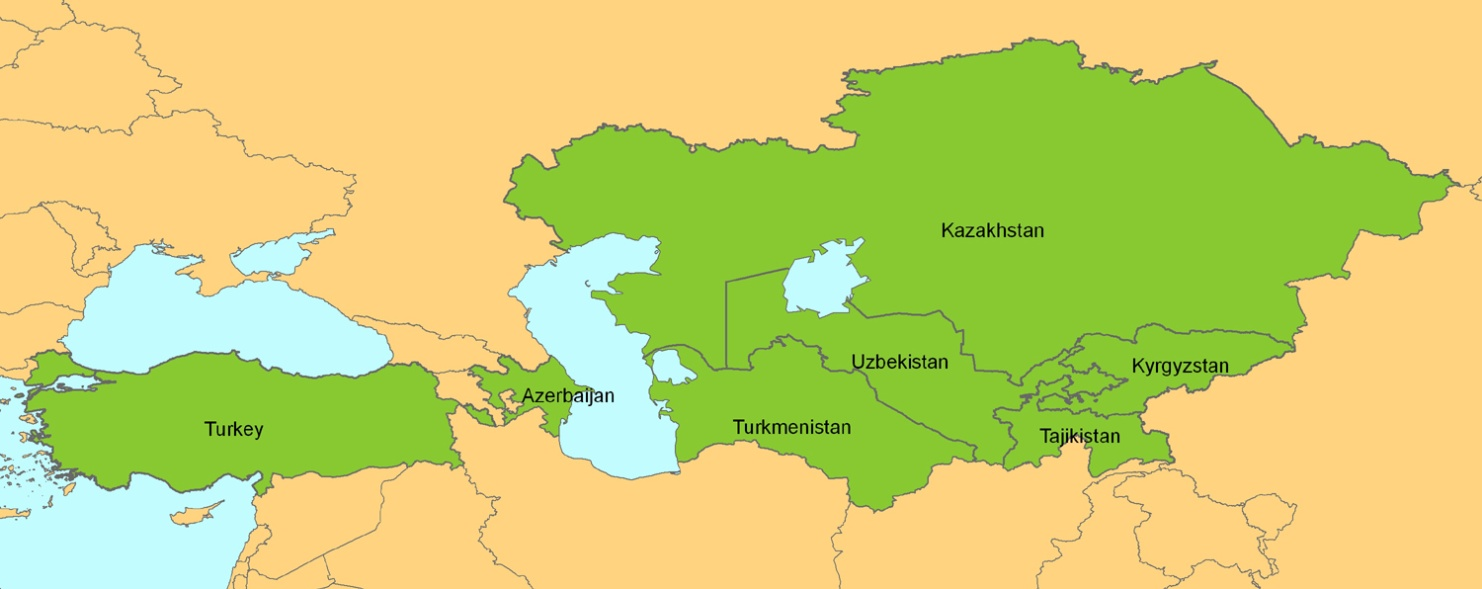 Kazakhstan
Uzbekistan
Kyrgyzstan
Azerbaijan
Turkey
Turkmenistan
Tajikistan